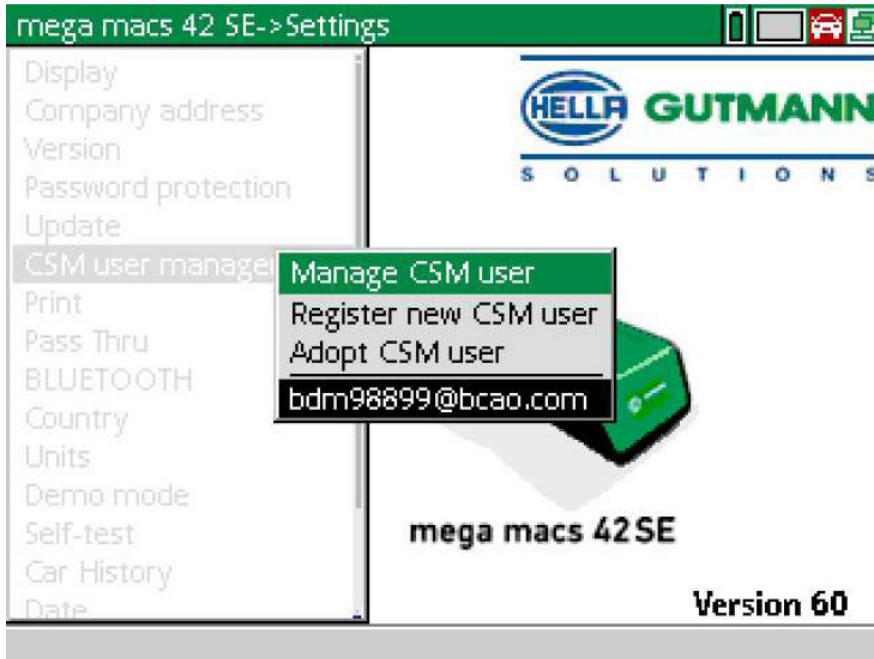 mega macs 42 SE->Settings
Display
Company address
Version
Password protection
Update
CSM user manage
Print
Pass Thru
BLUETOOTH
Country
Units
Demo mode
Self-test
Car History
Date
Manage CSM user
Register new CSM user
Adopt CSM user
bdm98899@bcao.com
HELLA GUTMANN
SOLUTIONS
mega macs 42SE
Version 60